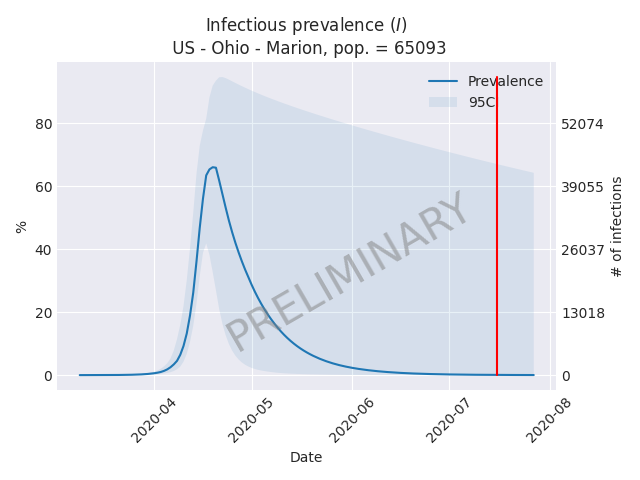 Infectious prevalence (I)
US - Ohio - Marion, pop. = 65093
Prevalence
95CI
80
60
40
20
0
%
52074
39055
26037
13018
0
# of infections
PRELIMINARY
2020-04
2020-05
2020-06
2020-07
2020-08
Date